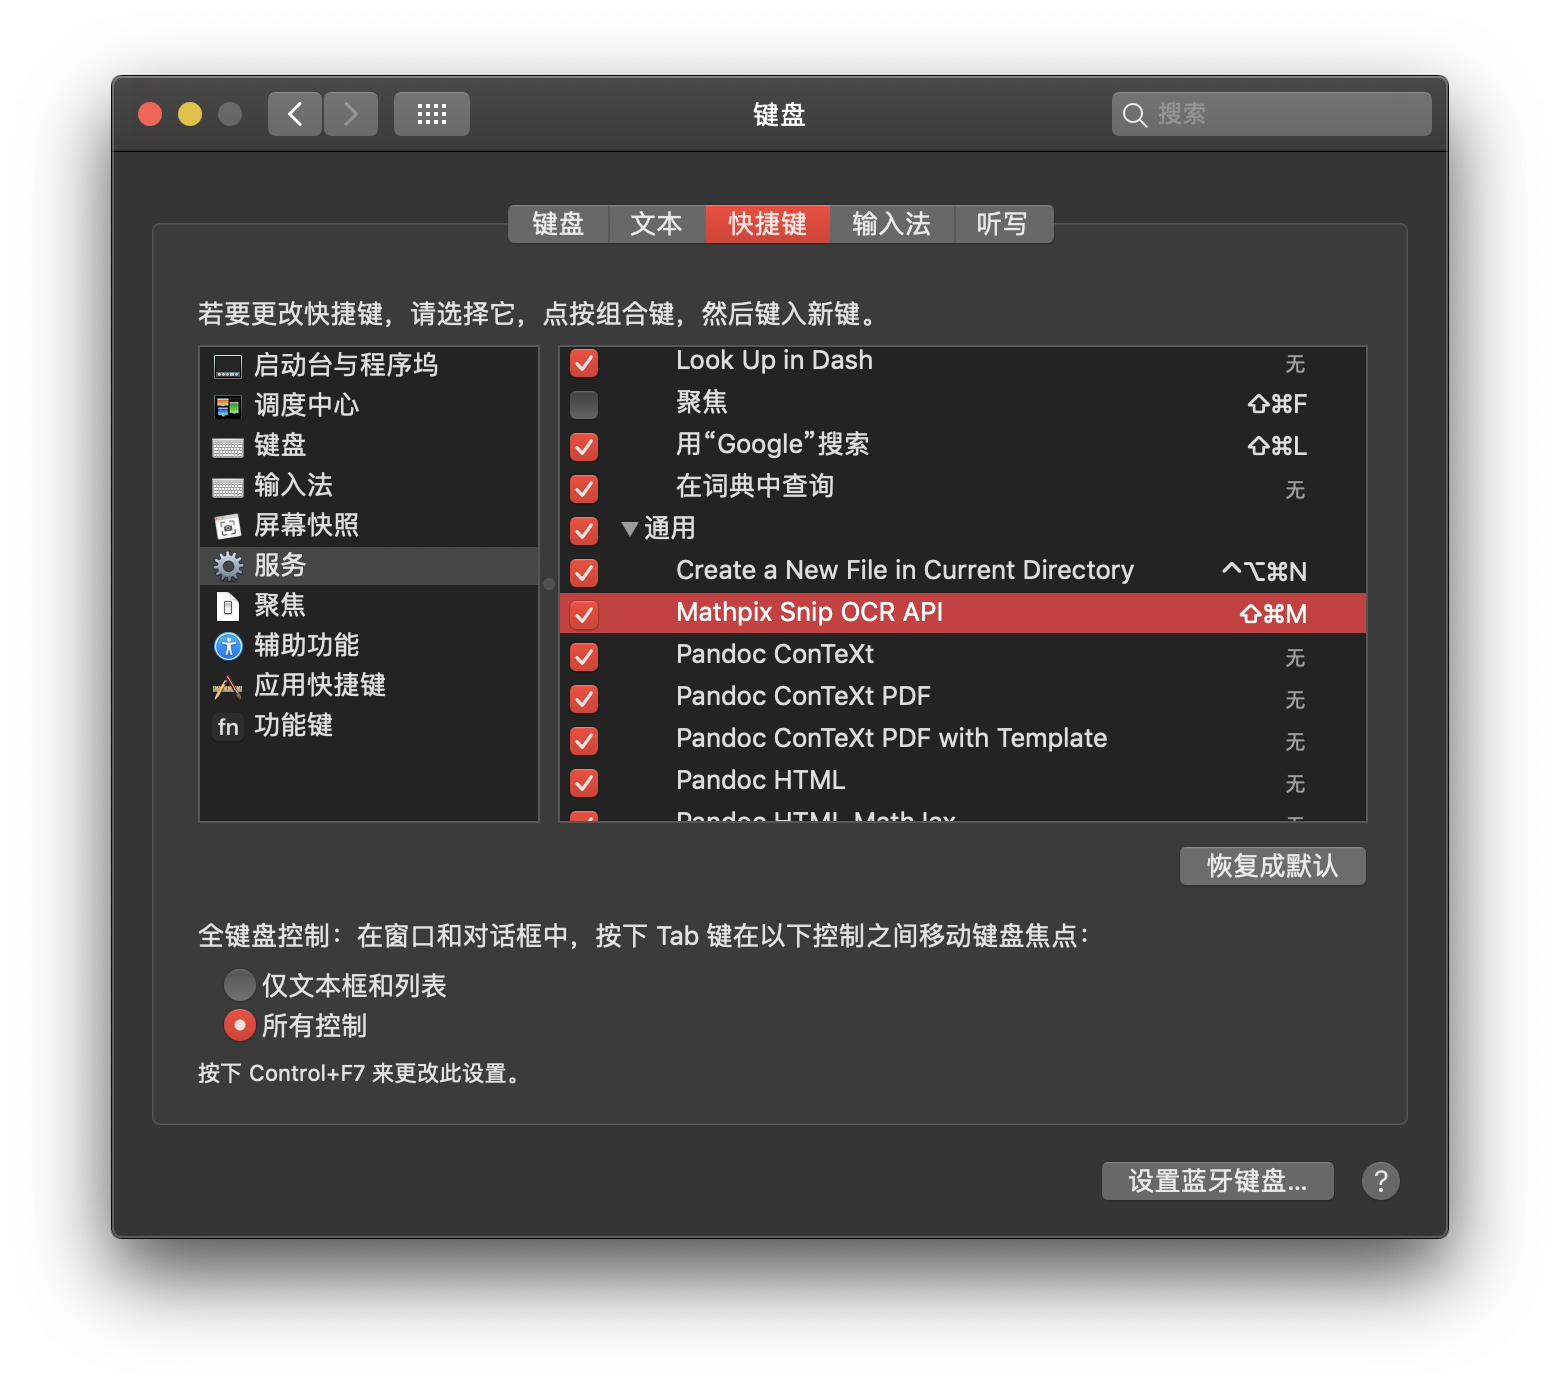 键盘
搜索
键盘 文本 快捷键 输入法 听写
若要更改快捷键，请选择它，点按组合键，然后键入新键。
启动台与程序坞
调度中心
键盘
输入法
屏幕快照
服务
聚焦
辅助功能
应用快捷键
fn 功能键
Look Up in Dash 无
聚焦 ⇧⌘F
用“Google”搜索 ⇧⌘L
在词典中查询 无
通用
Create a New File in Current Directory ^⌥⌘N
Mathpix Snip OCR API ⇧⌘M
Pandoc ConTeXt 无
Pandoc ConTeXt PDF 无
Pandoc ConTeXt PDF with Template 无
Pandoc HTML 无
Pandoc HTML MathJax 无
恢复成默认
全键盘控制：在窗口和对话框中，按下 Tab 键在以下控制之间移动键盘焦点：
仅文本框和列表
所有控制
按下 Control+F7 来更改此设置。
设置蓝牙键盘... ?